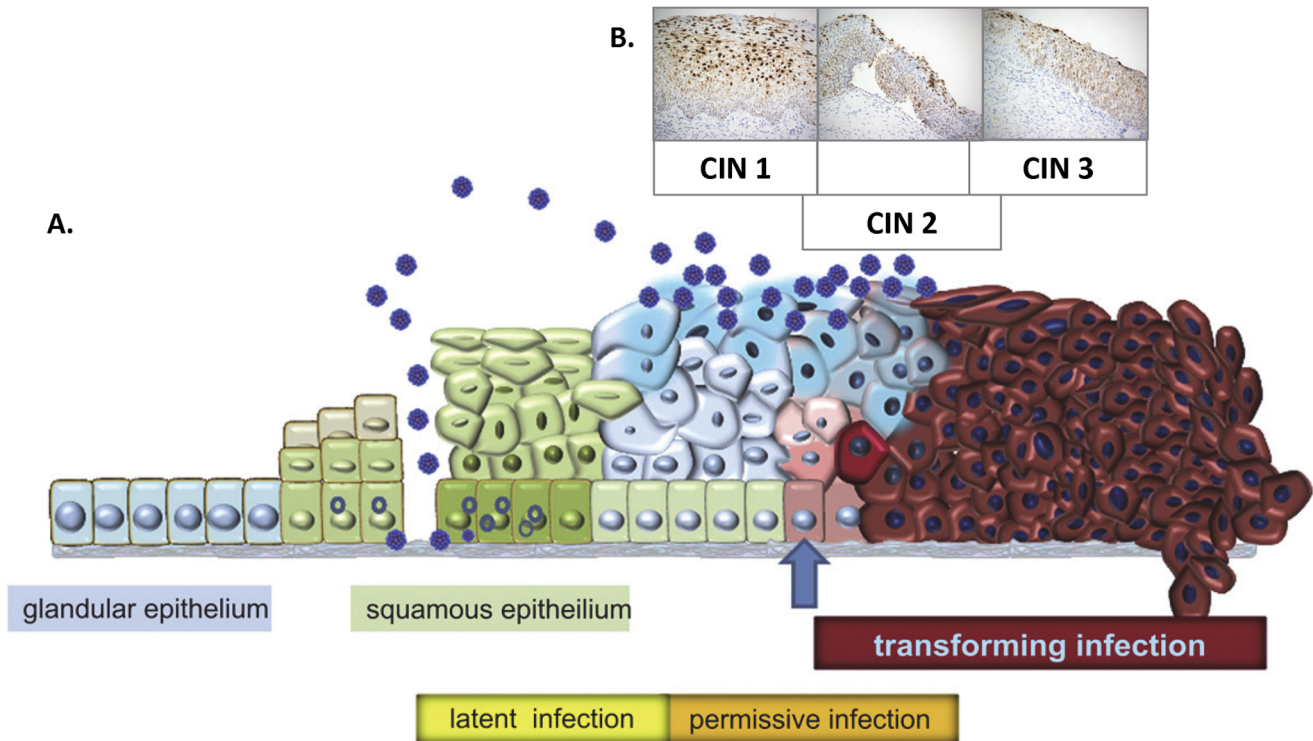 B.
CIN 1
CIN 3
CIN 2
A.
glandular epithelium
squamous epitheilium
transforming infection
latent infection
permissive infection